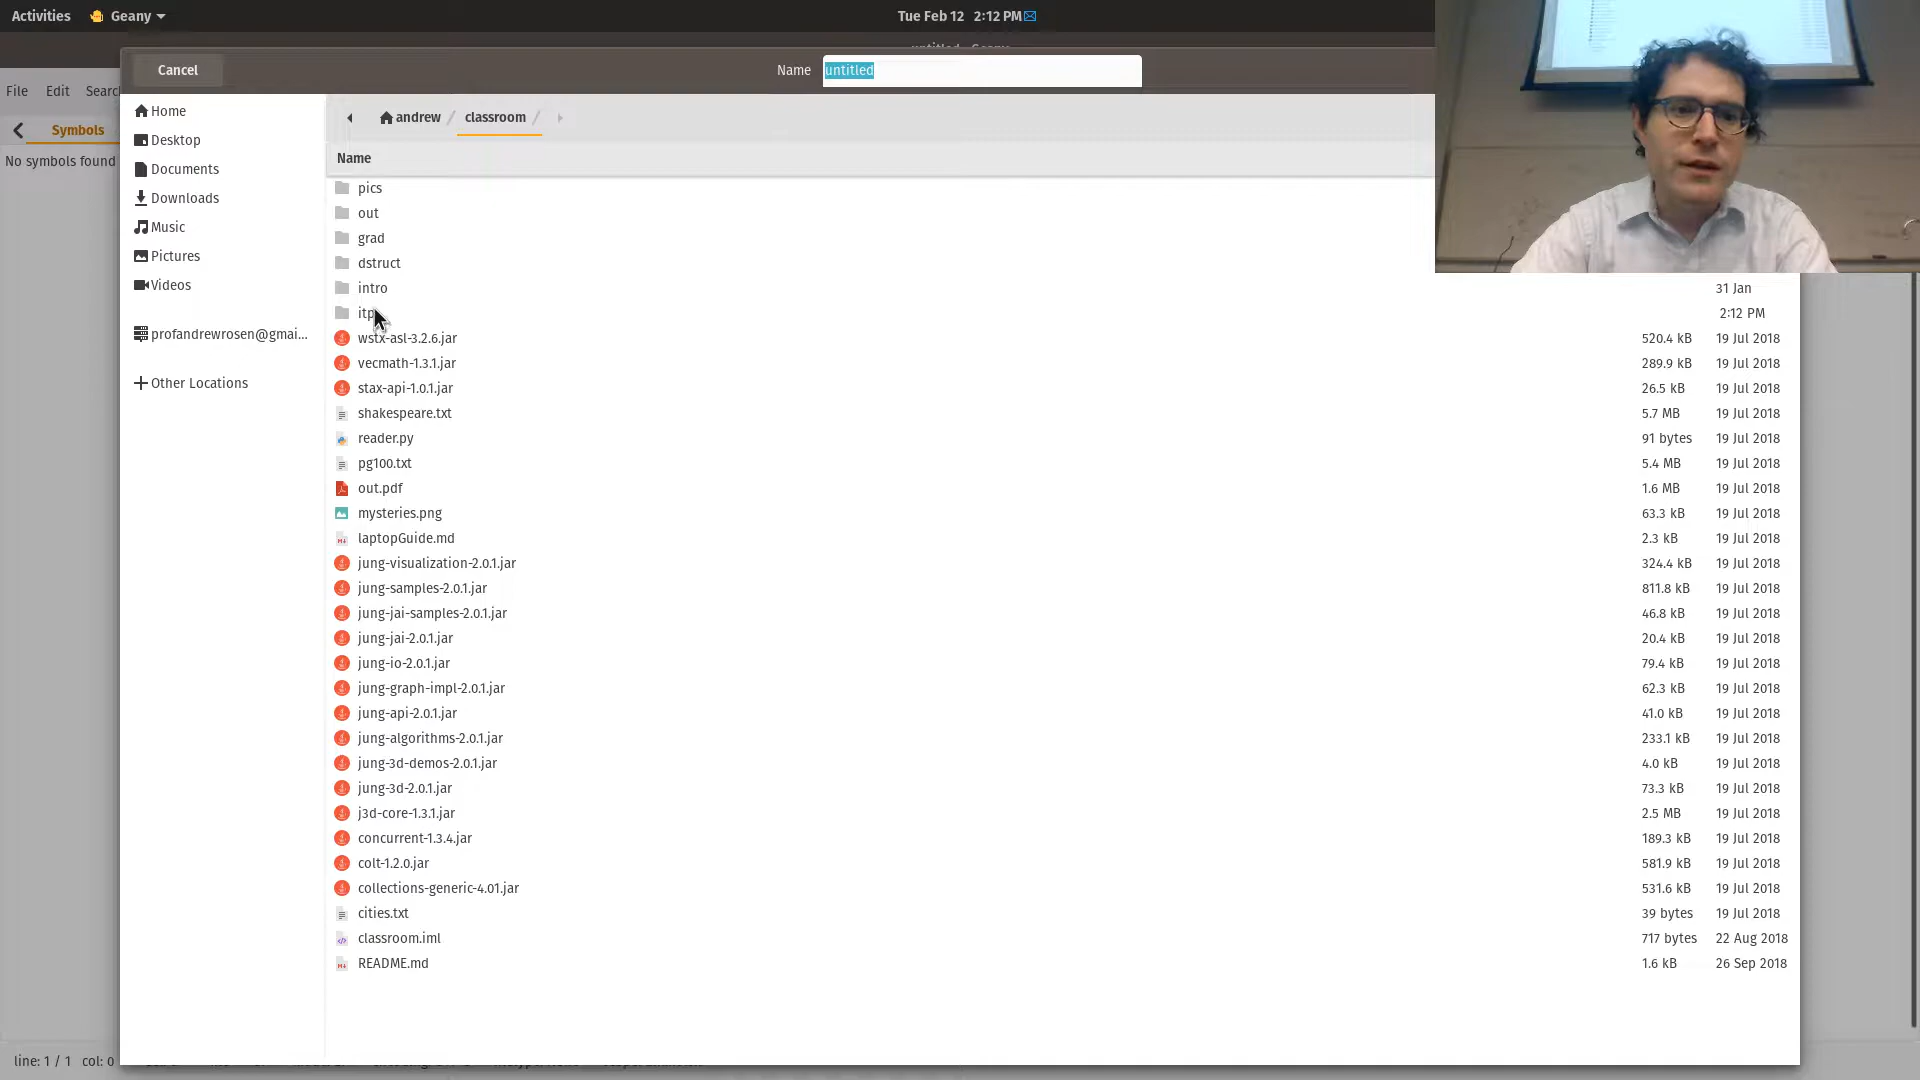 Activities Geany Tue Feb 12 2:12 PM
Cancel Name untitled
File Edit Searc
Symbols
No symbols found
Home
Desktop
Documents
Downloads
Music
Pictures
Videos
profandrewrosen@gmai...
Other Locations
andrew / classroom /
Name
pics
out
grad
dstruct
intro 31 Jan
2:12 PM
wstx-asl-3.2.6.jar 520.4 kB 19 Jul 2018
vecmath-1.3.1.jar 289.9 kB 19 Jul 2018
stax-api-1.0.1.jar 26.5 kB 19 Jul 2018
shakespeare.txt 5.7 MB 19 Jul 2018
reader.py 91 bytes 19 Jul 2018
pg100.txt 5.4 MB 19 Jul 2018
out.pdf 1.6 MB 19 Jul 2018
mysteries.png 63.3 kB 19 Jul 2018
laptopGuide.md 2.3 kB 19 Jul 2018
jung-visualization-2.0.1.jar 324.4 kB 19 Jul 2018
jung-samples-2.0.1.jar 811.8 kB 19 Jul 2018
jung-jai-samples-2.0.1.jar 46.8 kB 19 Jul 2018
jung-jai-2.0.1.jar 20.4 kB 19 Jul 2018
jung-io-2.0.1.jar 79.4 kB 19 Jul 2018
jung-graph-impl-2.0.1.jar 62.3 kB 19 Jul 2018
jung-api-2.0.1.jar 41.0 kB 19 Jul 2018
jung-algorithms-2.0.1.jar 233.1 kB 19 Jul 2018
jung-3d-demos-2.0.1.jar 4.0 kB 19 Jul 2018
jung-3d-2.0.1.jar 73.3 kB 19 Jul 2018
j3d-core-1.3.1.jar 2.5 MB 19 Jul 2018
concurrent-1.3.4.jar 189.3 kB 19 Jul 2018
colt-1.2.0.jar 581.9 kB 19 Jul 2018
collections-generic-4.01.jar 531.6 kB 19 Jul 2018
cities.txt 39 bytes 19 Jul 2018
classroom.iml 717 bytes 22 Aug 2018
README.md 1.6 kB 26 Sep 2018
line: 1 / 1 col: 0